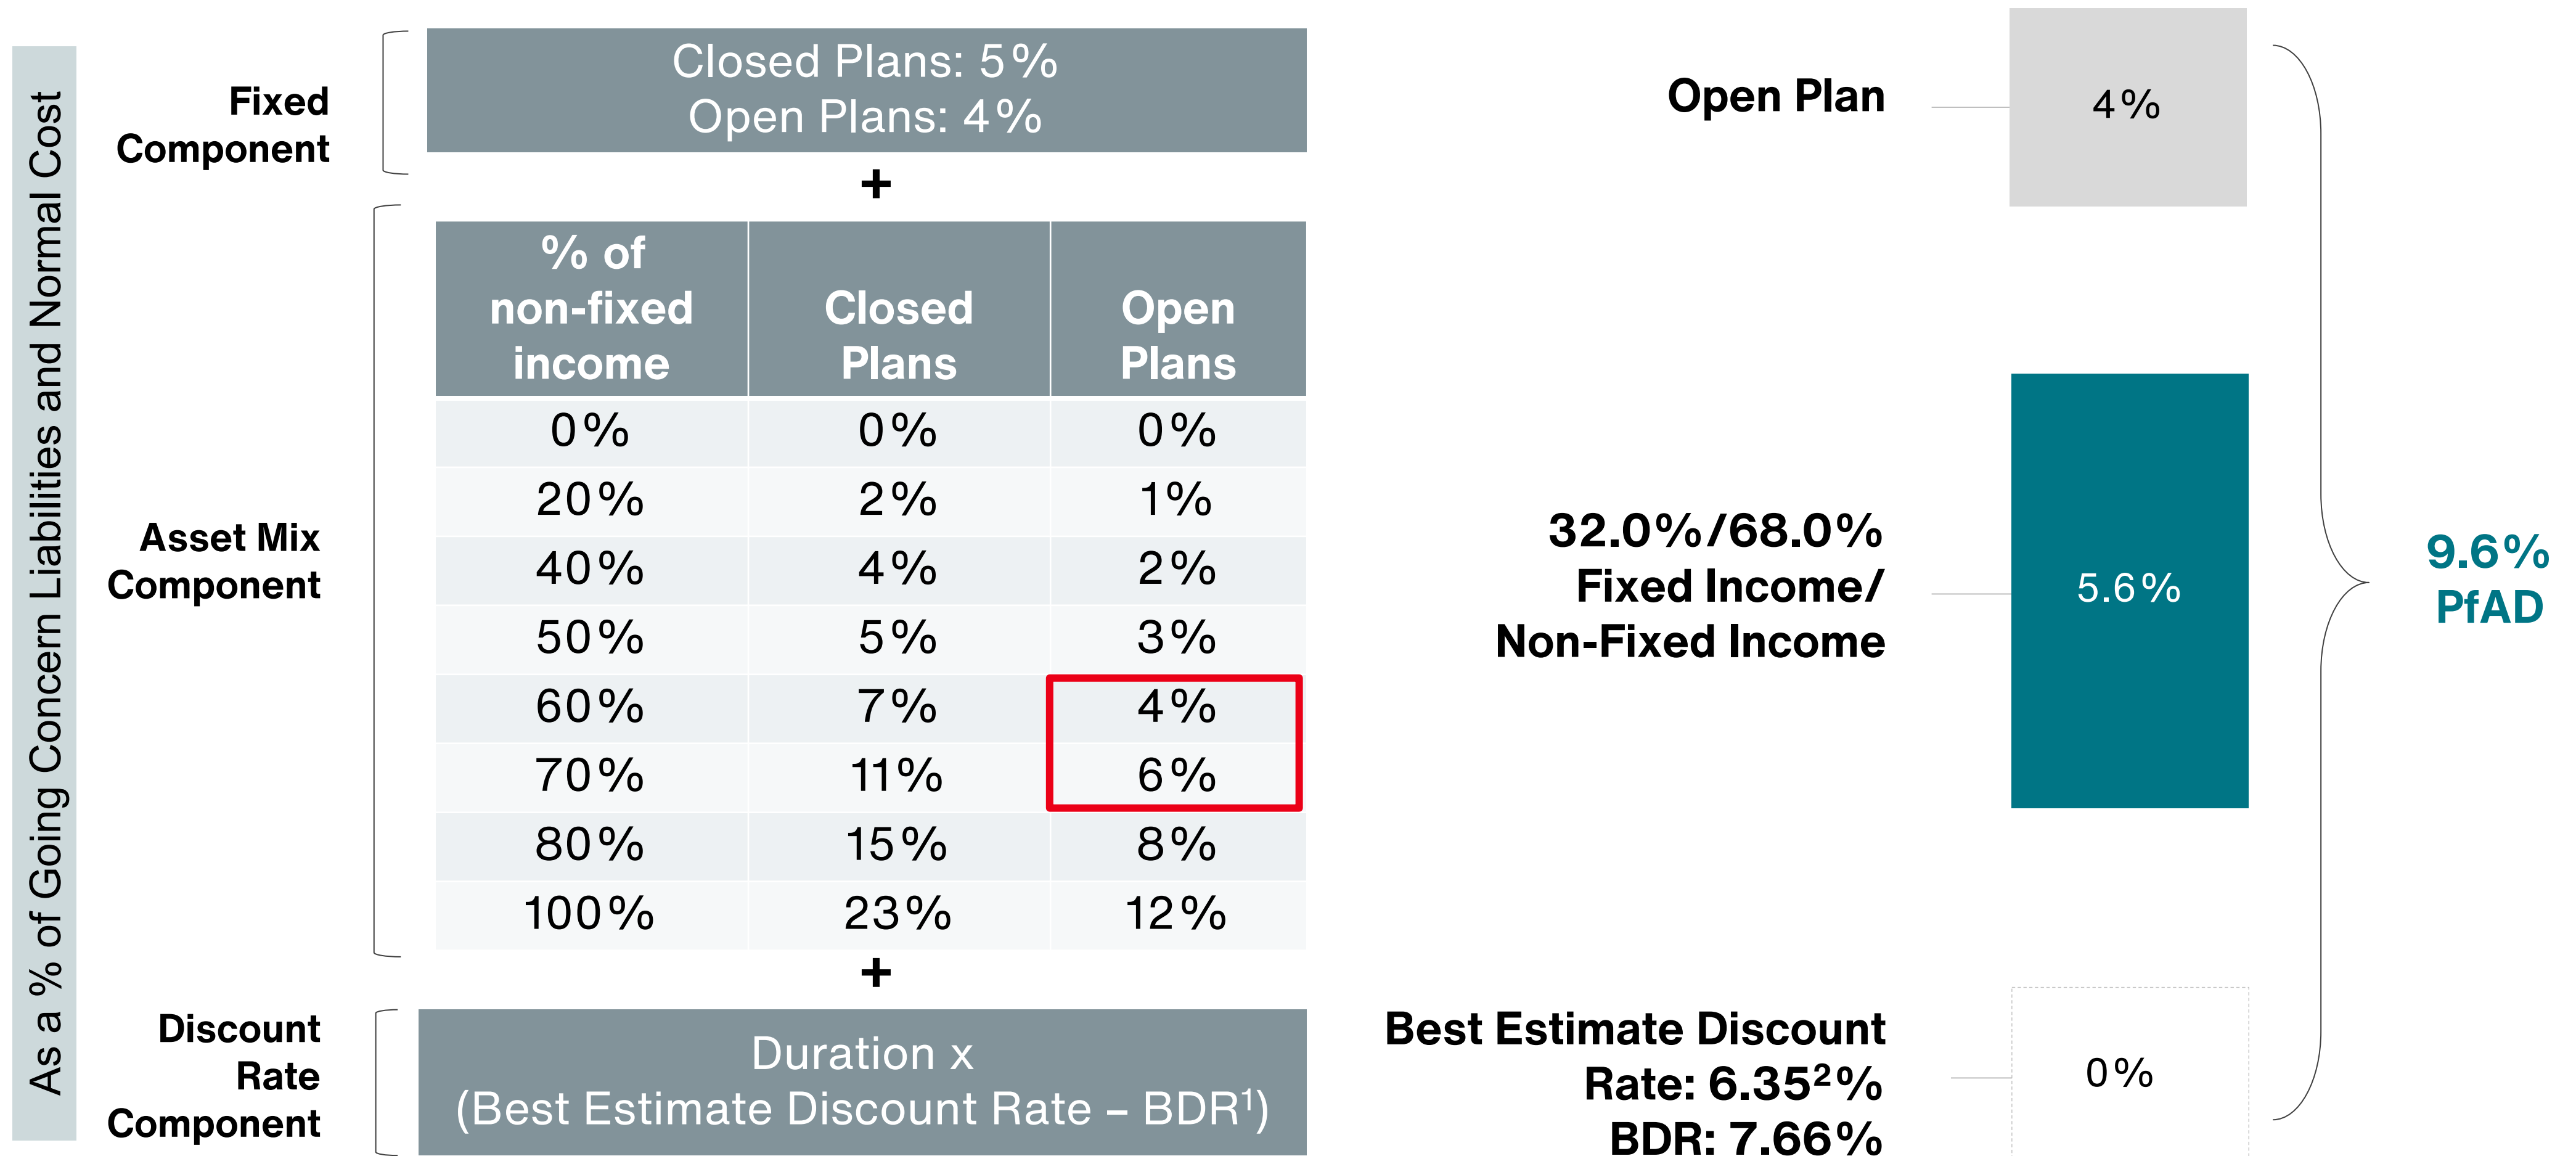 As a % of Going Concern Liabilities and Normal Cost
Fixed
Component
Closed Plans: 5%
Open Plans: 4%
+
Asset Mix
Component
% of
non-fixed
income
Closed
Plans
Open
Plans
0% 0% 0%
20% 2% 1%
40% 4% 2%
50% 5% 3%
60% 7% 4%
70% 11% 6%
80% 15% 8%
100% 23% 12%
+
Discount
Rate
Component
Duration x
(Best Estimate Discount Rate – BDR¹)
Open Plan
4%
32.0%/68.0%
Fixed Income/
Non-Fixed Income
5.6%
Best Estimate Discount
Rate: 6.35²%
BDR: 7.66%
0%
9.6%
PfAD